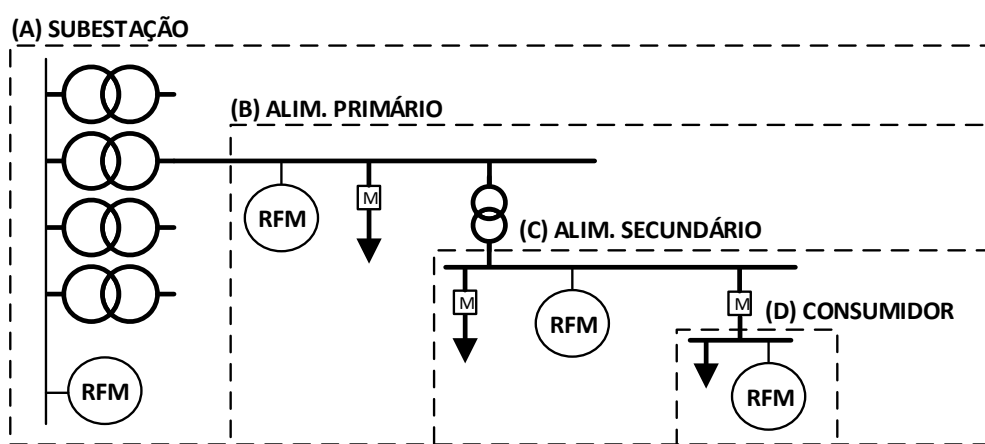 (A) SUBESTAÇÃO
(B) ALIM. PRIMÁRIO
M
RFM
(C) ALIM. SECUNDÁRIO
M
M
RFM
(D) CONSUMIDOR
RFM
RFM